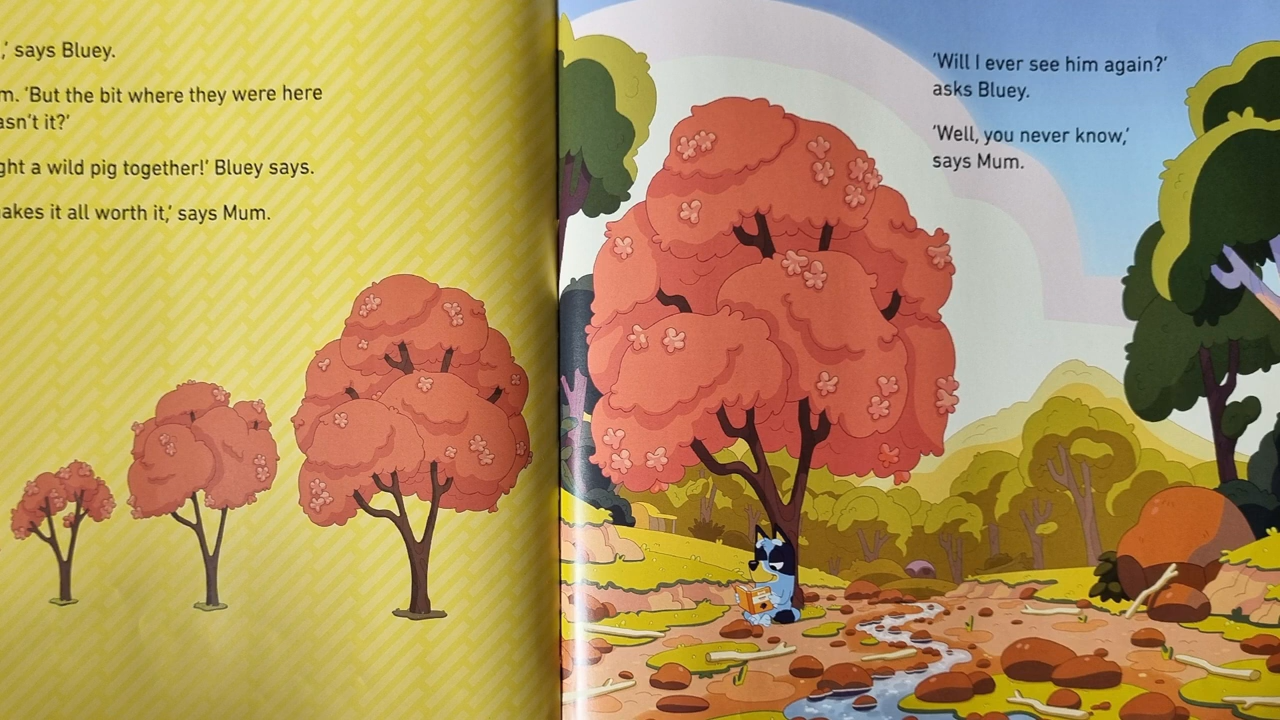 ,’ says Bluey.
m. ‘But the bit where they were here
asn’t it?’
ght a wild pig together!’ Bluey says.
akes it all worth it,’ says Mum.
‘Will I ever see him again?’
asks Bluey.
‘Well, you never know,’
says Mum.